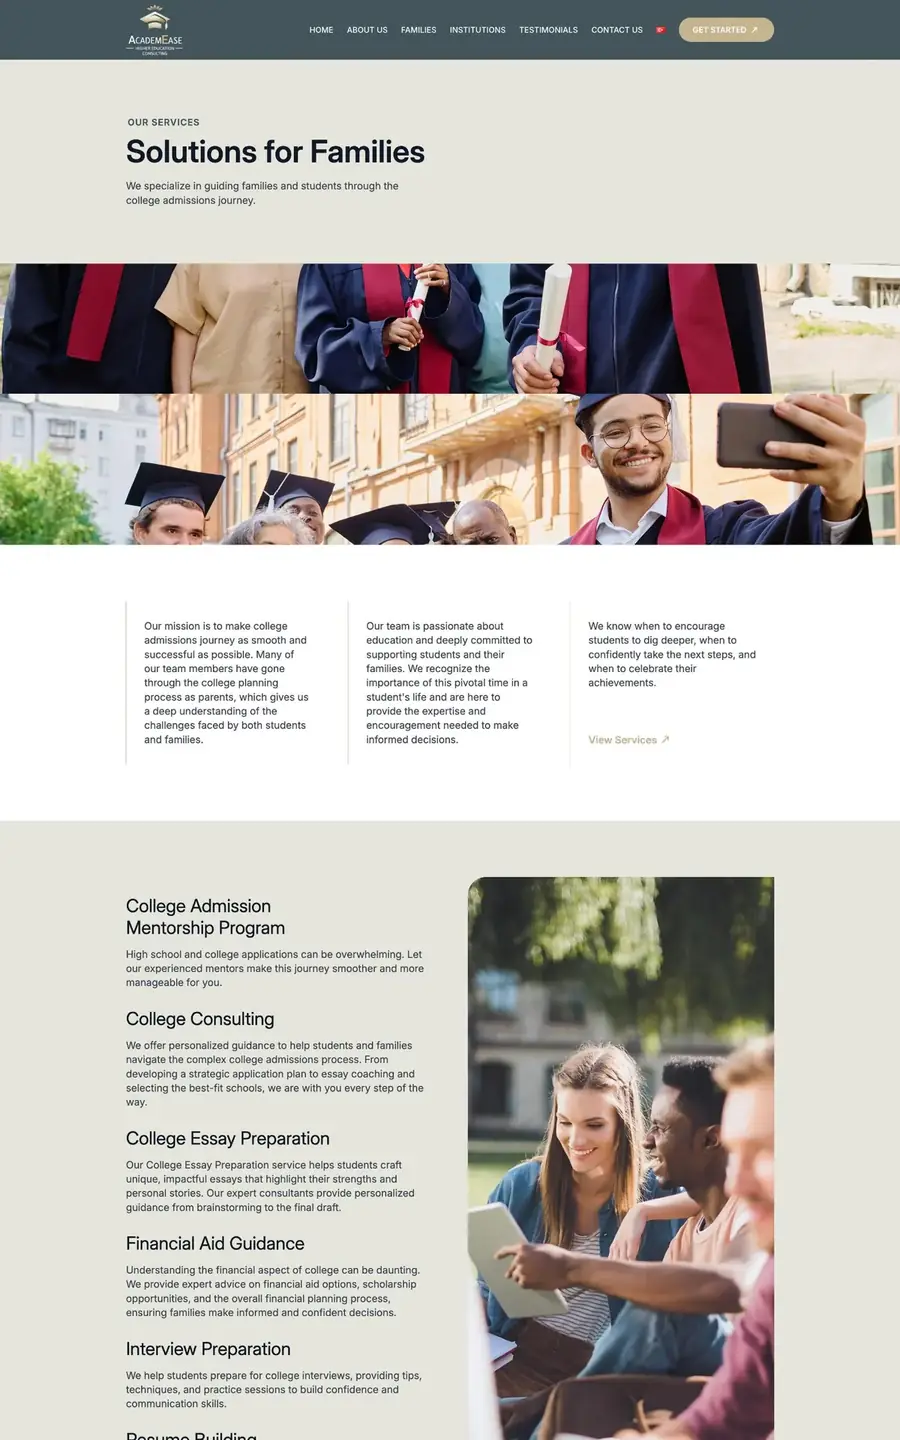 ACADEMEASE
HIGHER EDUCATION
CONSULTING
HOME
ABOUT US
FAMILIES
INSTITUTIONS
TESTIMONIALS
CONTACT US
GET STARTED ↗
OUR SERVICES
Solutions for Families
We specialize in guiding families and students through the
college admissions journey.
Our mission is to make college
admissions journey as smooth and
successful as possible. Many of
our team members have gone
through the college planning
process as parents, which gives us
a deep understanding of the
challenges faced by both students
and families.
Our team is passionate about
education and deeply committed to
supporting students and their
families. We recognize the
importance of this pivotal time in a
student's life and are here to
provide the expertise and
encouragement needed to make
informed decisions.
We know when to encourage
students to dig deeper, when to
confidently take the next steps, and
when to celebrate their
achievements.
View Services ↗
College Admission
Mentorship Program
High school and college applications can be overwhelming. Let
our experienced mentors make this journey smoother and more
manageable for you.
College Consulting
We offer personalized guidance to help students and families
navigate the complex college admissions process. From
developing a strategic application plan to essay coaching and
selecting the best-fit schools, we are with you every step of the
way.
College Essay Preparation
Our College Essay Preparation service helps students craft
unique, impactful essays that highlight their strengths and
personal stories. Our expert consultants provide personalized
guidance from brainstorming to the final draft.
Financial Aid Guidance
Understanding the financial aspect of college can be daunting.
We provide expert advice on financial aid options, scholarship
opportunities, and the overall financial planning process,
ensuring families make informed and confident decisions.
Interview Preparation
We help students prepare for college interviews, providing tips,
techniques, and practice sessions to build confidence and
communication skills.
Resume Building